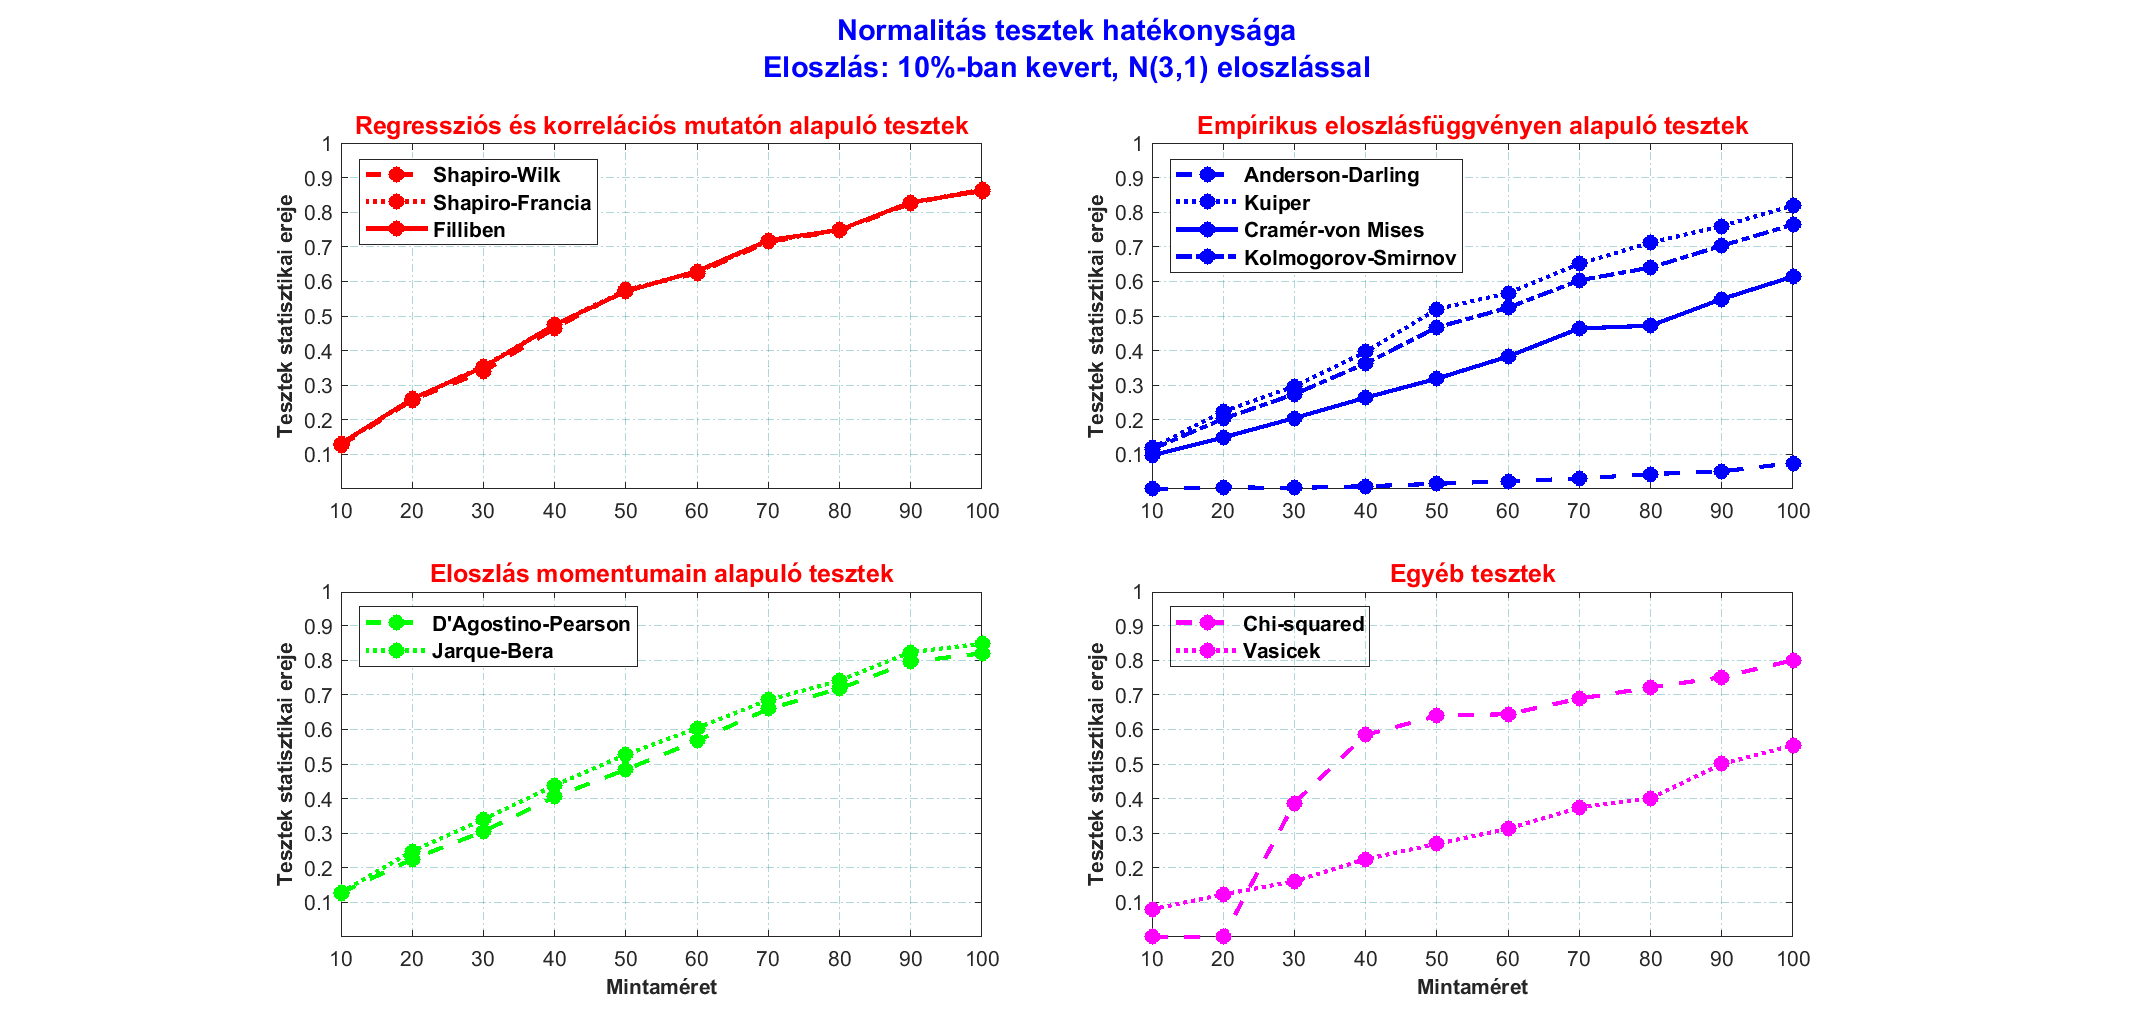 Normalitás tesztek hatékonysága
Eloszlás: 10%-ban kevert, N(3,1) eloszlással
Regressziós és korrelációs mutatón alapuló tesztek
Tesztek statisztikai ereje
1
0.9
0.8
0.7
0.6
0.5
0.4
0.3
0.2
0.1
Shapiro-Wilk
Shapiro-Francia
Filliben
10 20 30 40 50 60 70 80 90 100
Empírikus eloszlásfüggvényen alapuló tesztek
Tesztek statisztikai ereje
1
0.9
0.8
0.7
0.6
0.5
0.4
0.3
0.2
0.1
Anderson-Darling
Kuiper
Cramér-von Mises
Kolmogorov-Smirnov
10 20 30 40 50 60 70 80 90 100
Eloszlás momentumain alapuló tesztek
Tesztek statisztikai ereje
1
0.9
0.8
0.7
0.6
0.5
0.4
0.3
0.2
0.1
D'Agostino-Pearson
Jarque-Bera
10 20 30 40 50 60 70 80 90 100
Mintaméret
Egyéb tesztek
Tesztek statisztikai ereje
1
0.9
0.8
0.7
0.6
0.5
0.4
0.3
0.2
0.1
Chi-squared
Vasicek
10 20 30 40 50 60 70 80 90 100
Mintaméret